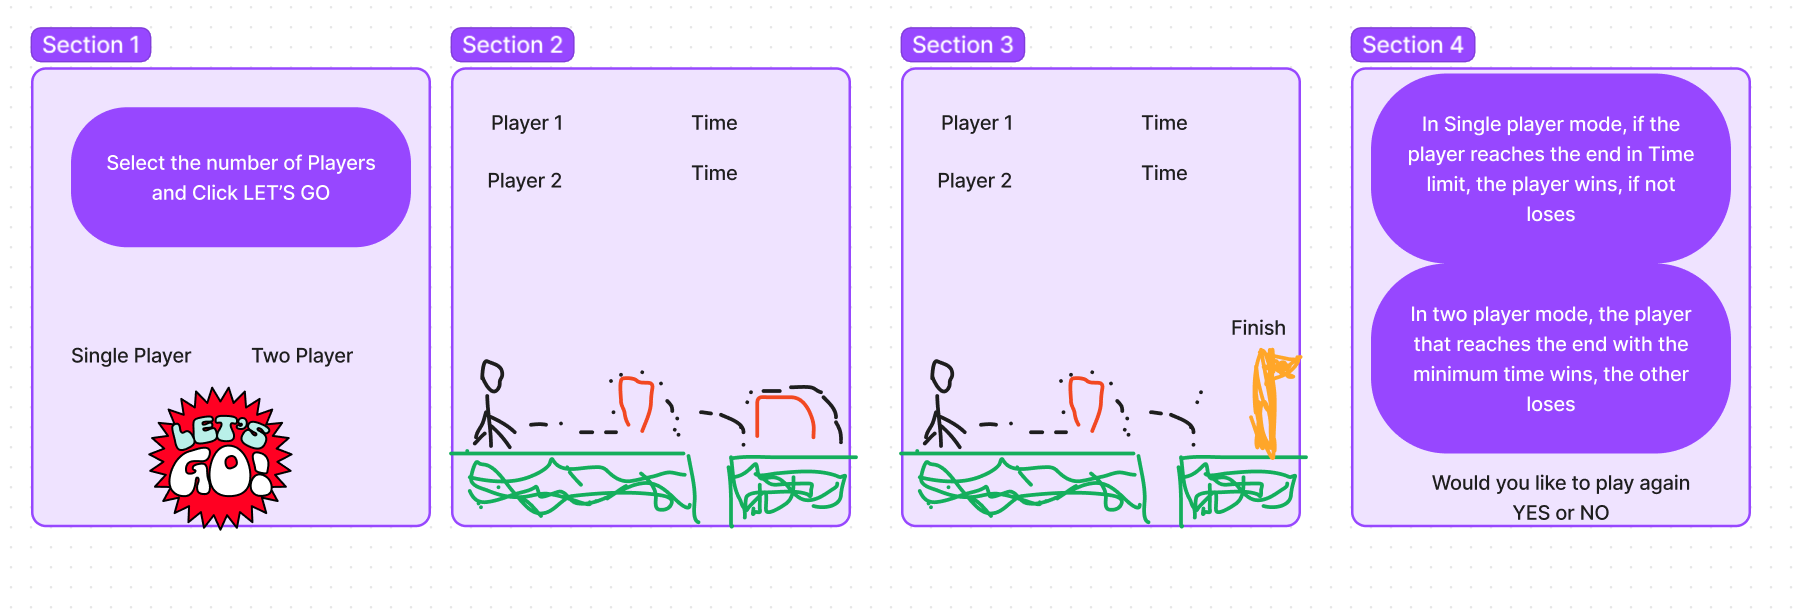 Section 1
Select the number of Players
and Click LET'S GO
Single Player
Two Player
LET'S
GO!
Section 2
Player 1
Time
Player 2
Time
Section 3
Player 1
Time
Player 2
Time
Finish
Section 4
In Single player mode, if the
player reaches the end in Time
limit, the player wins, if not
loses
In two player mode, the player
that reaches the end with the
minimum time wins, the other
loses
Would you like to play again
YES or NO